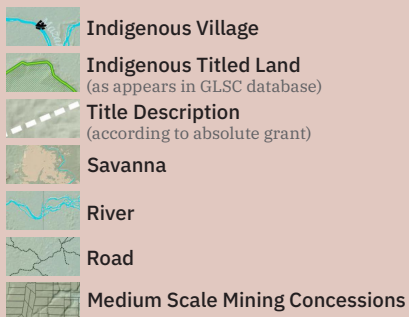 Indigenous Village
Indigenous Titled Land
(as appears in GLSC database)
Title Description
(according to absolute grant)
Savanna
River
Road
Medium Scale Mining Concessions